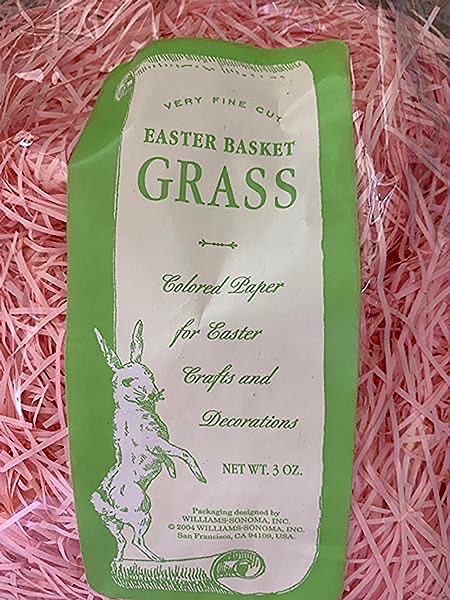 VERY FINE CUT
EASTER BASKET
GRASS
Colored Paper
for Easter
Crafts and
Decorations
NET WT. 3 OZ.
Packaging designed by
WILLIAMS-SONOMA, INC.
© 2004 WILLIAMS-SONOMA, INC.
San Francisco, CA 94109, USA.